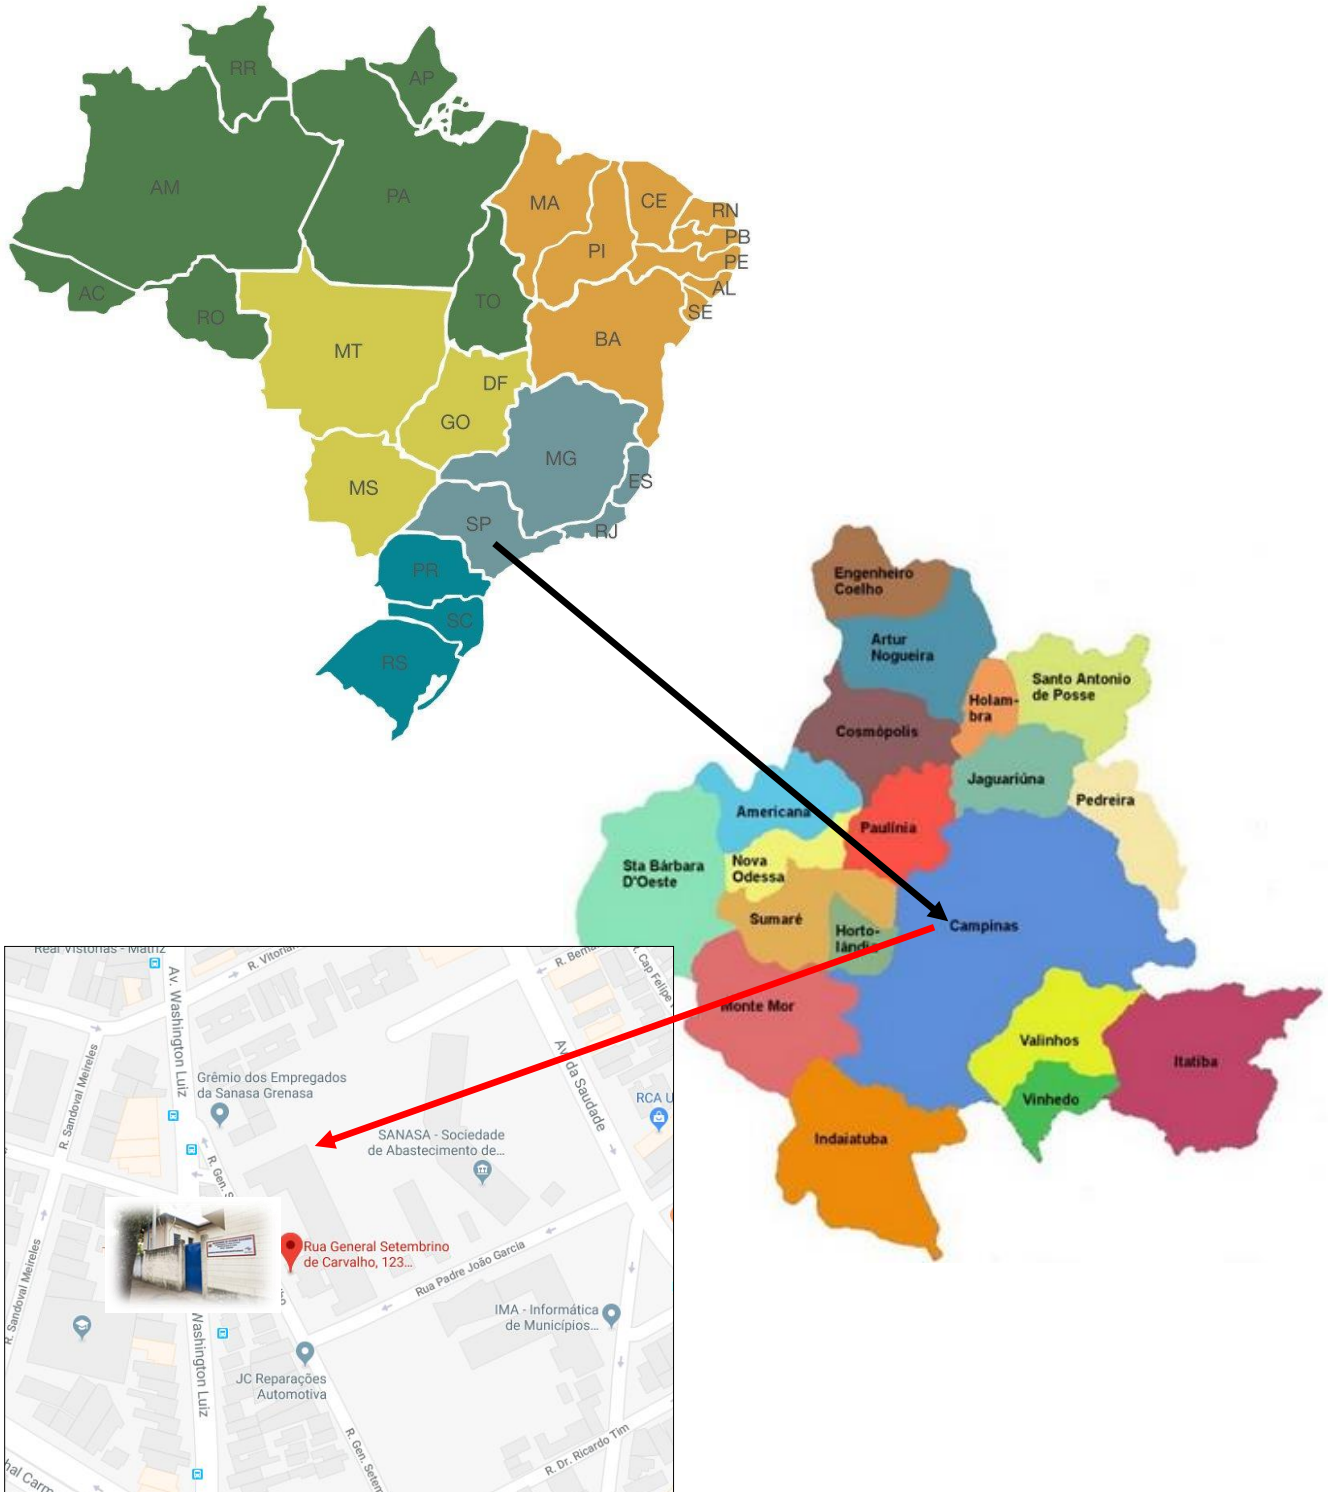 RR
AP
AM
PA
MA
CE
RN
PB
PI
PE
AL
SE
AC
RO
TO
BA
MT
DF
GO
MG
MS
ES
SP
RJ
PR
SC
RS
Engenheiro
Coelho
Artur
Nogueira
Santo Antonio
de Posse
Holam-
bra
Cosmópolis
Jaguariúna
Pedreira
Americana
Paulínia
Nova
Odessa
Sta Bárbara
D'Oeste
Sumaré
Horto-
lândia
Campinas
Monte Mor
Valinhos
Itatiba
Vinhedo
Indaiatuba
Real Vistorias - Matriz
Av. Washington Luiz
R. Vitorian
R. Berna
t. Cap Felipe
R. Sandoval Meireles
Av. da Saudade
Grêmio dos Empregados
da Sanasa Grenasa
RCA U
SANASA - Sociedade
de Abastecimento de...
R. Gen. S
Rua General Setembrino
de Carvalho, 123...
Rua Padre João Garcia
R. Sandoval Meireles
IMA - Informática
de Municípios...
Washington Luiz
JC Reparações
Automotiva
R. Gen. Setem
R. Dr. Ricardo Tim
hal Carm